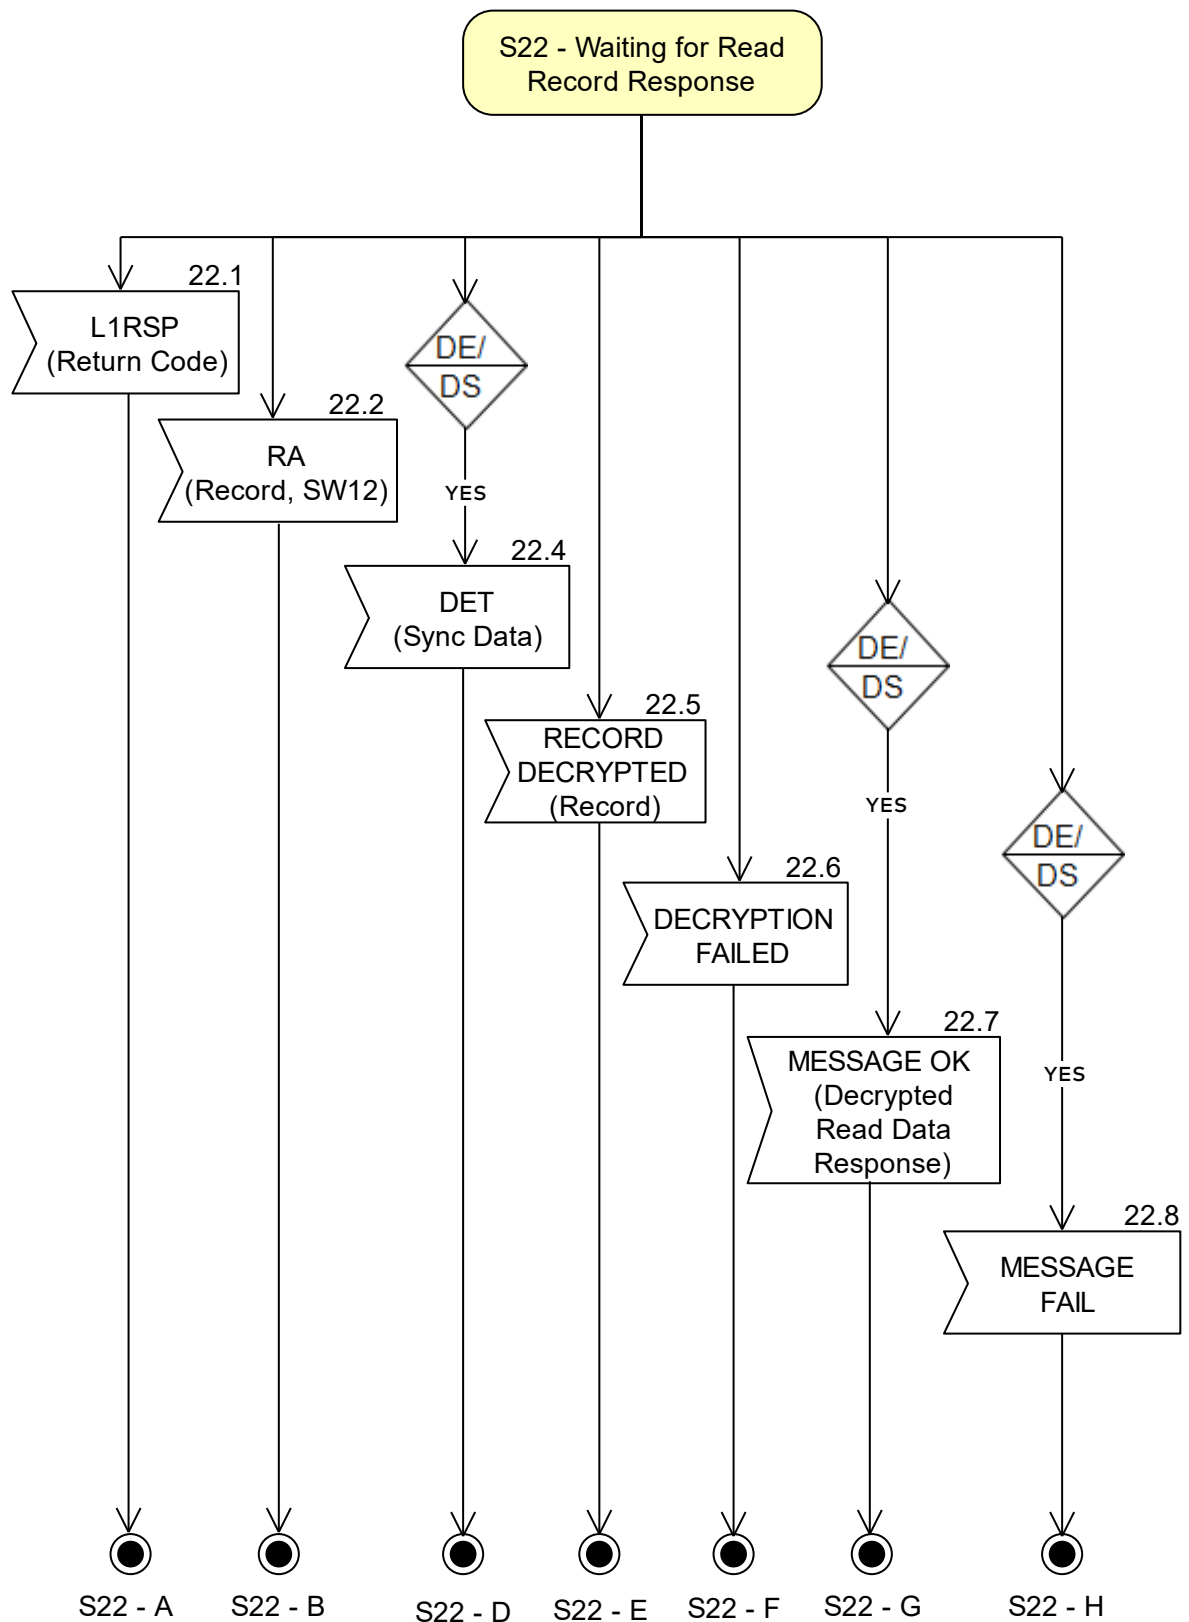 S22 - Waiting for Read
Record Response
22.1
L1RSP
(Return Code)
22.2
RA
(Record, SW12)
DE/
DS
YES
22.4
DET
(Sync Data)
22.5
RECORD
DECRYPTED
(Record)
22.6
DECRYPTION
FAILED
DE/
DS
YES
22.7
MESSAGE OK
(Decrypted
Read Data
Response)
DE/
DS
YES
22.8
MESSAGE
FAIL
S22 - A
S22 - B
S22 - D
S22 - E
S22 - F
S22 - G
S22 - H